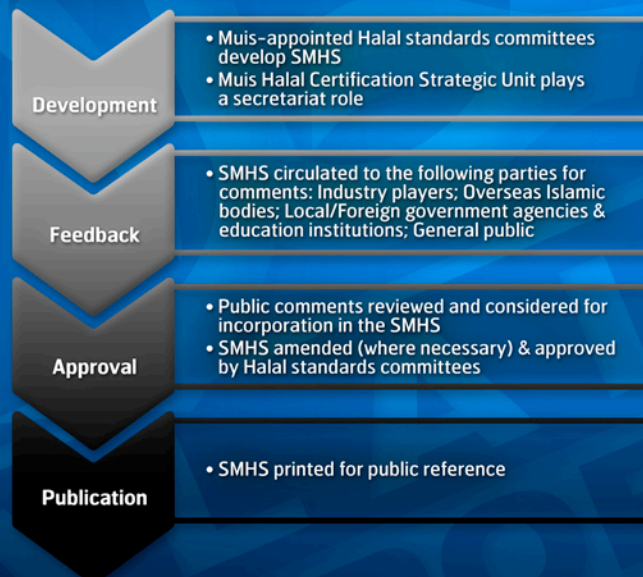 Development
• Muis-appointed Halal standards committees
develop SMHS
• Muis Halal Certification Strategic Unit plays
a secretariat role
Feedback
• SMHS circulated to the following parties for
comments: Industry players; Overseas Islamic
bodies; Local/Foreign government agencies &
education institutions; General public
Approval
• Public comments reviewed and considered for
incorporation in the SMHS
• SMHS amended (where necessary) & approved
by Halal standards committees
Publication
• SMHS printed for public reference